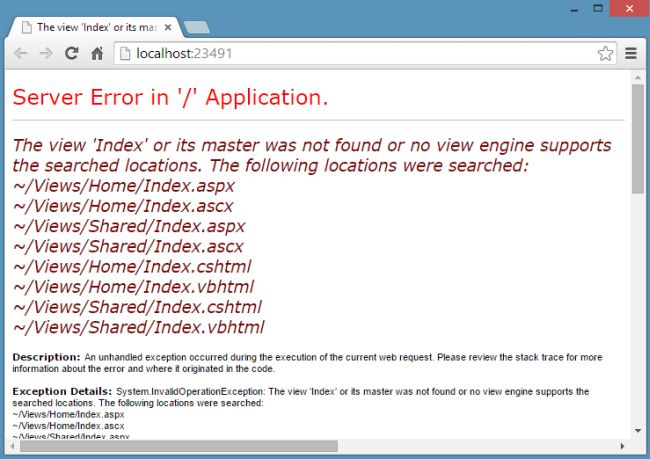 The view 'Index' or its mas
localhost:23491
Server Error in '/' Application.
The view 'Index' or its master was not found or no view engine supports
the searched locations. The following locations were searched:
~/Views/Home/Index.aspx
~/Views/Home/Index.ascx
~/Views/Shared/Index.aspx
~/Views/Shared/Index.ascx
~/Views/Home/Index.cshtml
~/Views/Home/Index.vbhtml
~/Views/Shared/Index.cshtml
~/Views/Shared/Index.vbhtml
Description: An unhandled exception occurred during the execution of the current web request. Please review the stack trace for more
information about the error and where it originated in the code.
Exception Details: System.InvalidOperationException: The view 'Index' or its master was not found or no view engine supports the
searched locations. The following locations were searched:
~/Views/Home/Index.aspx
~/Views/Home/Index.ascx
~/Views/Shared/Index.aspx